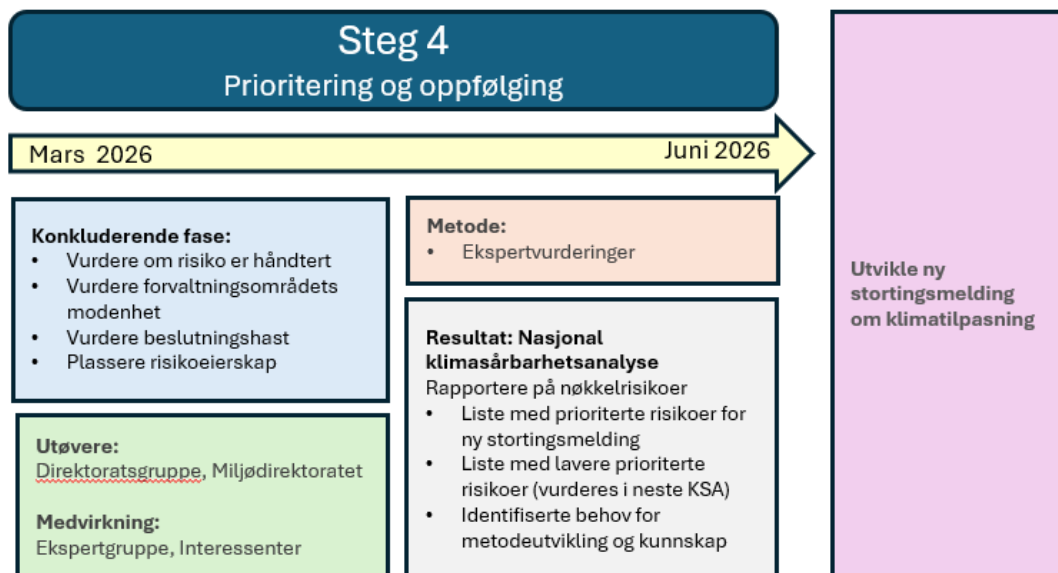 Steg 4
Prioritering og oppfølging
Mars 2026
Juni 2026
Konkluderende fase:
• Vurdere om risiko er håndtert
• Vurdere forvaltningsområdets
modenhet
• Vurdere beslutningshast
• Plassere risikoeierskap
Utøvere:
Direktoratsgruppe, Miljødirektoratet
Medvirkning:
Ekspertgruppe, Interessenter
Metode:
• Ekspertvurderinger
Resultat: Nasjonal
klimasårbarhetsanalyse
Rapportere på nøkkelrisikoer
• Liste med prioriterte risikoer for
ny stortingsmelding
• Liste med lavere prioriterte
risikoer (vurderes i neste KSA)
• Identifiserte behov for
metodeutvikling og kunnskap
Utvikle ny
stortingsmelding
om klimatilpasning